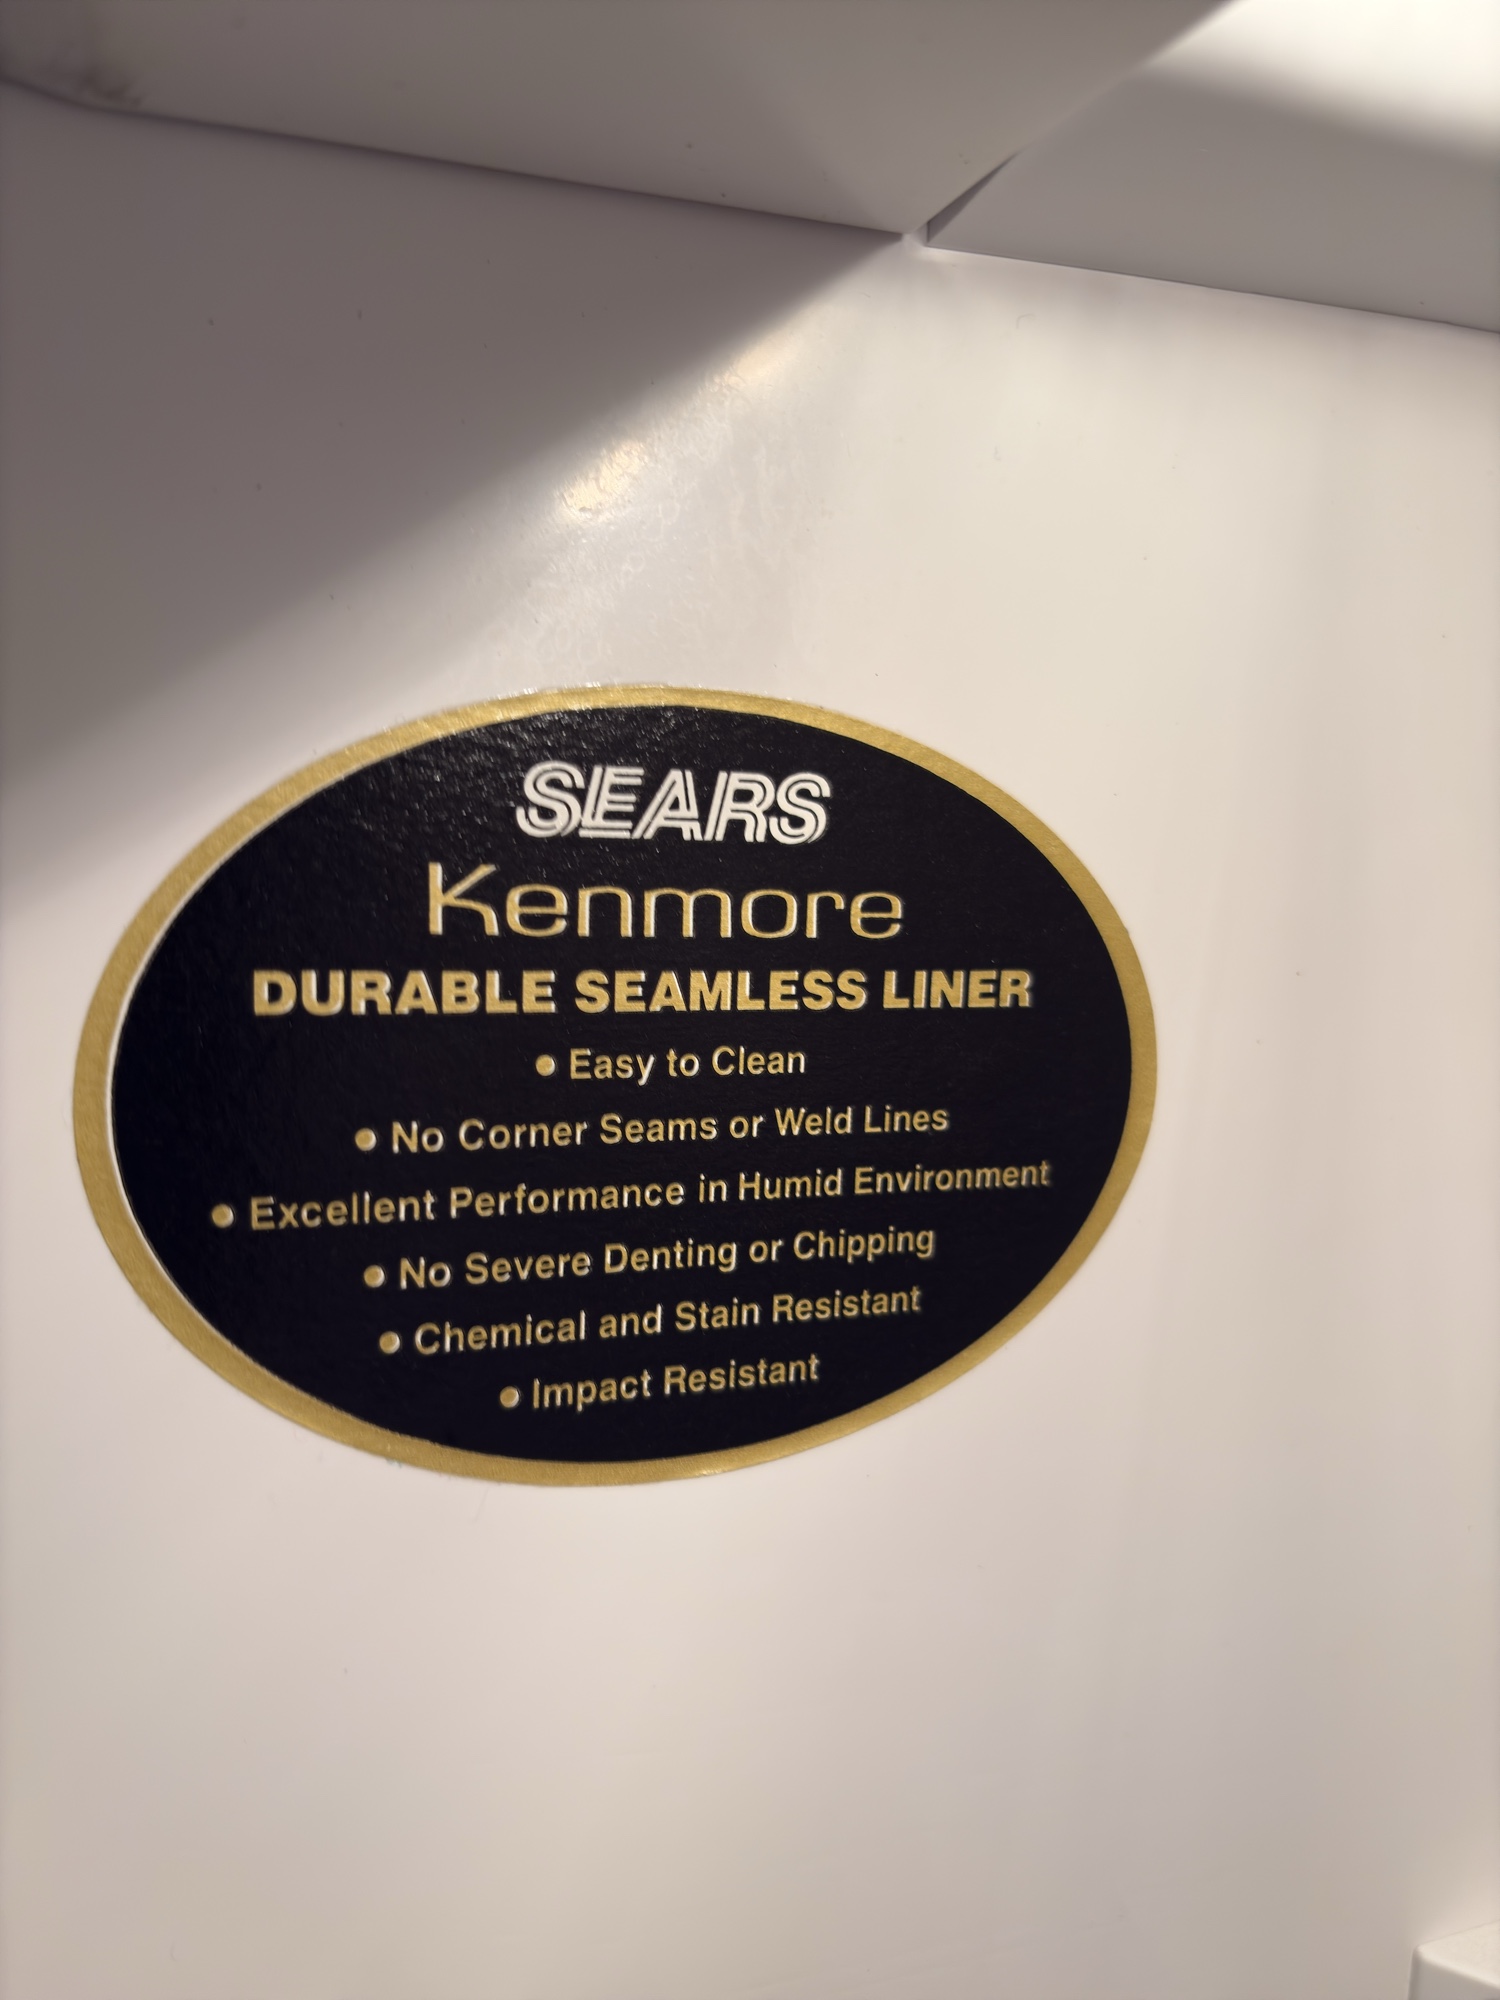 SEARS
Kenmore
DURABLE SEAMLESS LINER
• Easy to Clean
• No Corner Seams or Weld Lines
• Excellent Performance in Humid Environment
• No Severe Denting or Chipping
• Chemical and Stain Resistant
• Impact Resistant